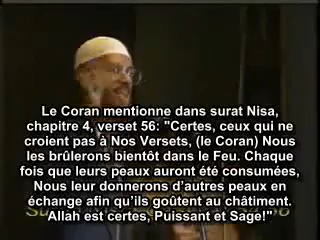 Le Coran mentionne dans surat Nisa,
chapitre 4, verset 56: "Certes, ceux qui ne
croient pas à Nos Versets, (le Coran) Nous
les brûlerons bientôt dans le Feu. Chaque
fois que leurs peaux auront été consumées,
Nous leur donnerons d'autres peaux en
échange afin qu'ils goûtent au châtiment.
Allah est certes, Puissant et Sage!"